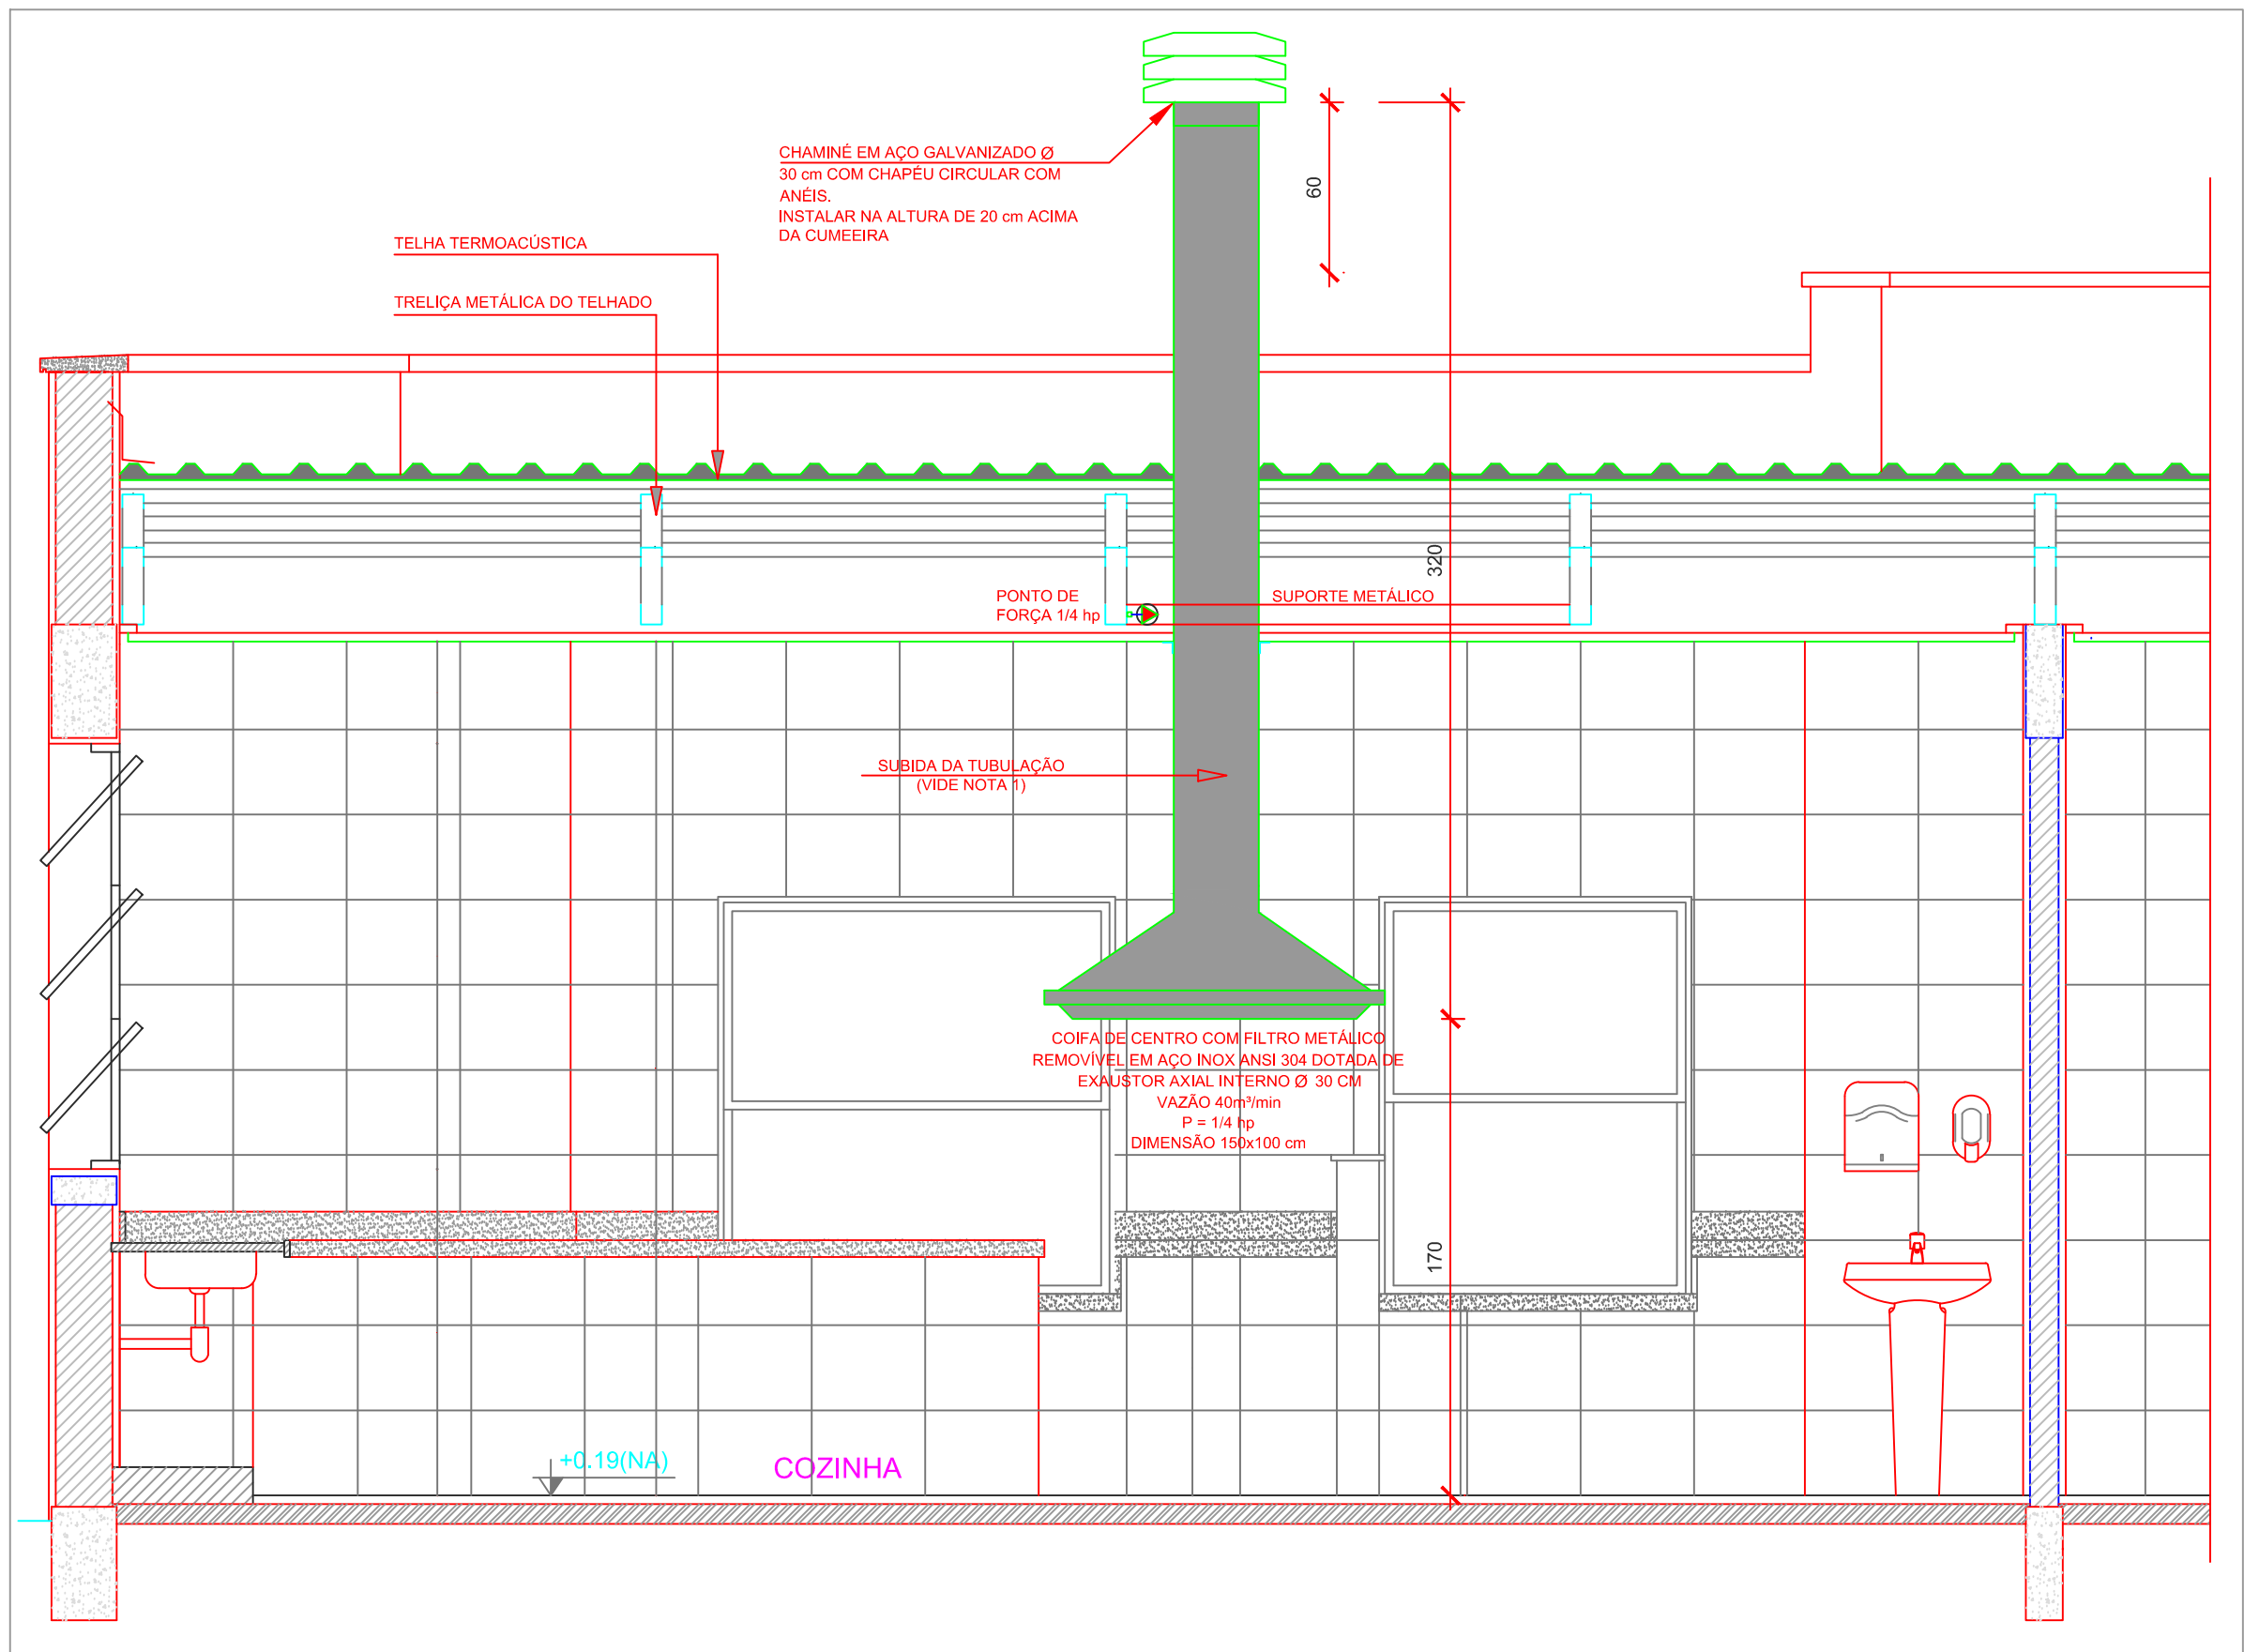 CHAMINÉ EM AÇO GALVANIZADO Ø
30 cm COM CHAPÉU CIRCULAR COM
ANÉIS.
INSTALAR NA ALTURA DE 20 cm ACIMA
DA CUMEEIRA
60
TELHA TERMOACÚSTICA
TRELIÇA METÁLICA DO TELHADO
320
PONTO DE
FORÇA 1/4 hp
SUPORTE METÁLICO
SUBIDA DA TUBULAÇÃO
(VIDE NOTA 1)
COIFA DE CENTRO COM FILTRO METÁLICO
REMOVÍVEL EM AÇO INOX ANSI 304 DOTADA DE
EXAUSTOR AXIAL INTERNO Ø 30 CM
VAZÃO 40m³/min
P = 1/4 hp
DIMENSÃO 150x100 cm
170
+0.19(NA)
COZINHA